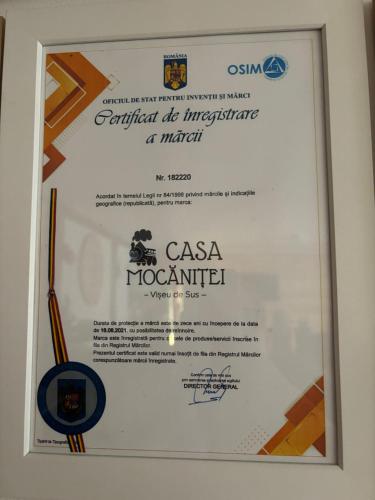 ROMÂNIA
OSIM
OFICIUL DE STAT PENTRU INVENȚII ȘI MĂRCI
Certificat de înregistrare
a mărcii
Nr. 182220
Acordat în temeiul Legii nr 84/1998 privind mărcile și indicațiile
geografice (republicată), pentru marca:
CASA
MOCĂNIȚEI
– Vișeu de Sus –
Durata de protecție a mărcii este de zece ani cu începere de la data
de 19.08.2021, cu posibilitatea de reînnoire.
Marca este înregistrată pentru clasele de produse/servicii înscrise în
fila din Registrul Mărcilor.
Prezentul certificat este valid numai însoțit de fila din Registrul Mărcilor
corespunzătoare mărcii înregistrate.
DIRECTOR GENERAL